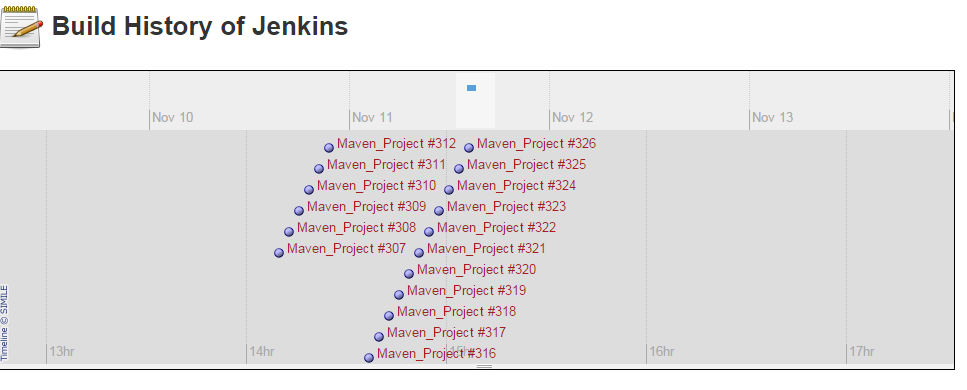 Build History of Jenkins
Nov 10
Nov 11
Nov 12
Nov 13
Maven_Project #312
Maven_Project #326
Maven_Project #311
Maven_Project #325
Maven_Project #310
Maven_Project #324
Maven_Project #309
Maven_Project #323
Maven_Project #308
Maven_Project #322
Maven_Project #307
Maven_Project #321
Maven_Project #320
Maven_Project #319
Maven_Project #318
Maven_Project #317
Maven_Project #316
13hr
14hr
15hr
16hr
17hr
Timeline © SIMILE